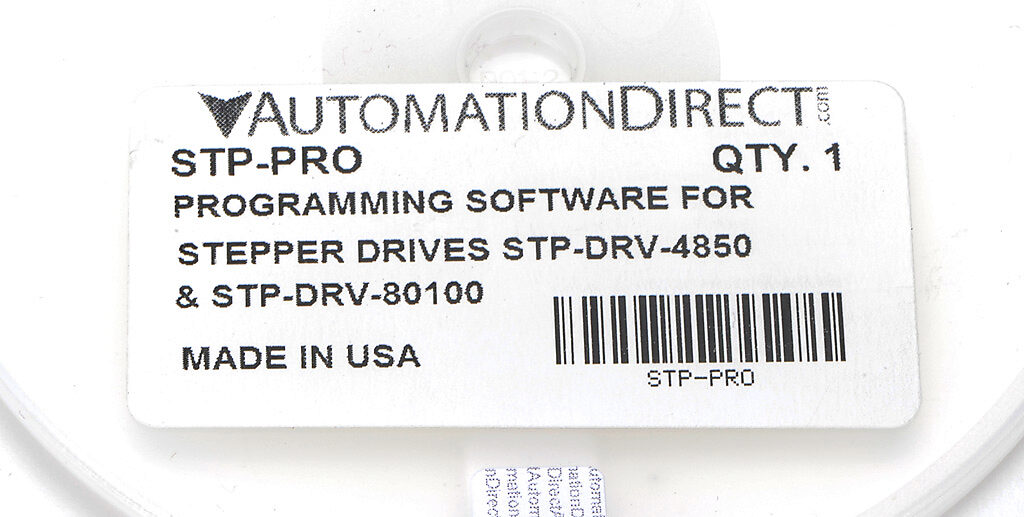 AUTOMATIONDIRECT.com
STP-PRO QTY. 1
PROGRAMMING SOFTWARE FOR
STEPPER DRIVES STP-DRV-4850
& STP-DRV-80100
MADE IN USA
STP-PRO